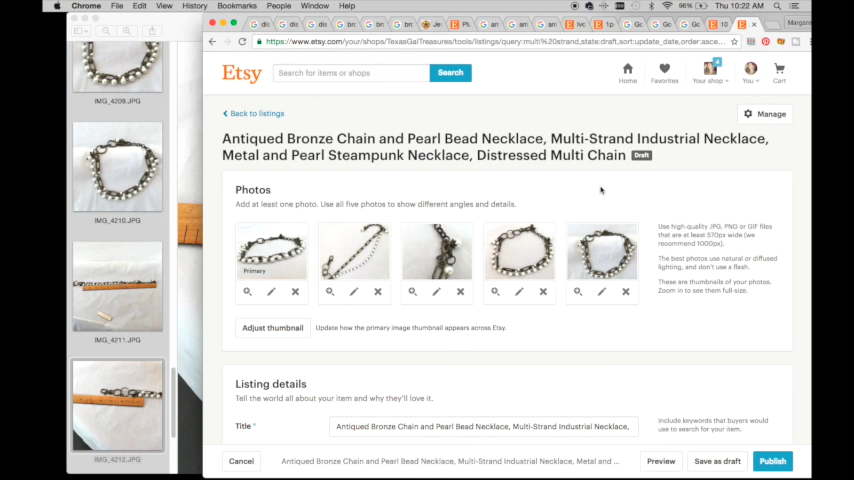 Chrome File Edit View History Bookmarks People Window Help
96% Thu 10:22 AM
Margare
https://www.etsy.com/your/shops/TexasGalTreasures/tools/listings/query:multi%20strand,state:draft,sort:update_date,order:asce...
IMG_4209.JPG
IMG_4210.JPG
IMG_4211.JPG
IMG_4212.JPG
Etsy
Search for items or shops
Search
Home
Favorites
4
Your shop
You
Cart
Back to listings
Manage
Antiqued Bronze Chain and Pearl Bead Necklace, Multi-Strand Industrial Necklace,
Metal and Pearl Steampunk Necklace, Distressed Multi Chain Draft
Photos
Add at least one photo. Use all five photos to show different angles and details.
Primary
Use high-quality JPG, PNG or GIF files
that are at least 570px wide (we
recommend 1000px).
The best photos use natural or diffused
lighting, and don't use a flash.
These are thumbnails of your photos.
Zoom in to see them full-size.
Adjust thumbnail
Update how the primary image thumbnail appears across Etsy.
Listing details
Tell the world all about your item and why they'll love it.
Title *
Antiqued Bronze Chain and Pearl Bead Necklace, Multi-Strand Industrial Necklace,
Include keywords that buyers would
use to search for your item.
Cancel
Antiqued Bronze Chain and Pearl Bead Necklace, Multi-Strand Industrial Necklace, Metal and ...
Preview
Save as draft
Publish